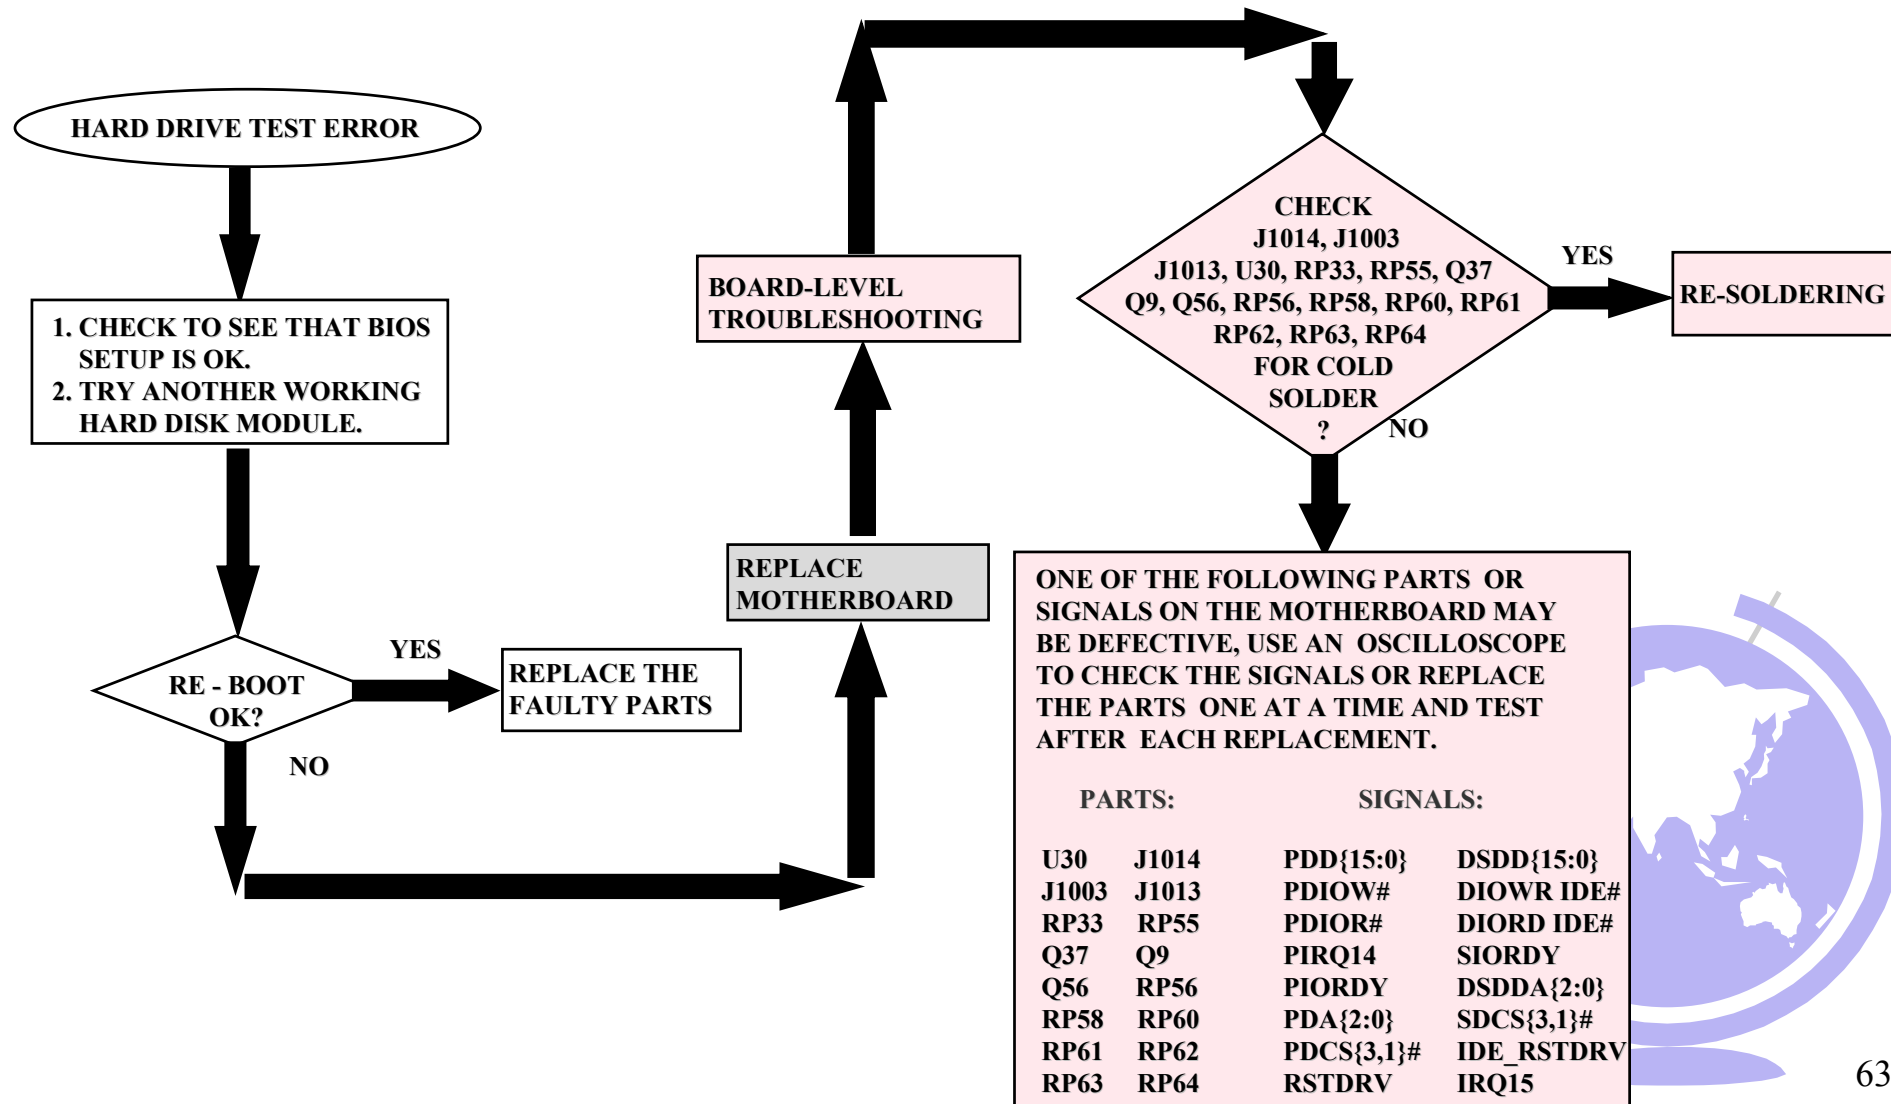 HARD DRIVE TEST ERROR
1. CHECK TO SEE THAT BIOS
SETUP IS OK.
2. TRY ANOTHER WORKING
HARD DISK MODULE.
RE - BOOT
OK?
YES
REPLACE THE
FAULTY PARTS
NO
REPLACE
MOTHERBOARD
BOARD-LEVEL
TROUBLESHOOTING
CHECK
J1014, J1003
J1013, U30, RP33, RP55, Q37
Q9, Q56, RP56, RP58, RP60, RP61
RP62, RP63, RP64
FOR COLD
SOLDER
?
YES
RE-SOLDERING
NO
ONE OF THE FOLLOWING PARTS OR
SIGNALS ON THE MOTHERBOARD MAY
BE DEFECTIVE, USE AN OSCILLOSCOPE
TO CHECK THE SIGNALS OR REPLACE
THE PARTS ONE AT A TIME AND TEST
AFTER EACH REPLACEMENT.
PARTS: SIGNALS:
U30 J1014 PDD{15:0} DSDD{15:0}
J1003 J1013 PDIOW# DIOWR IDE#
RP33 RP55 PDIOR# DIORD IDE#
Q37 Q9 PIRQ14 SIORDY
Q56 RP56 PIORDY DSDDA{2:0}
RP58 RP60 PDA{2:0} SDCS{3,1}#
RP61 RP62 PDCS{3,1}# IDE_RSTDRV
RP63 RP64 RSTDRV IRQ15
63